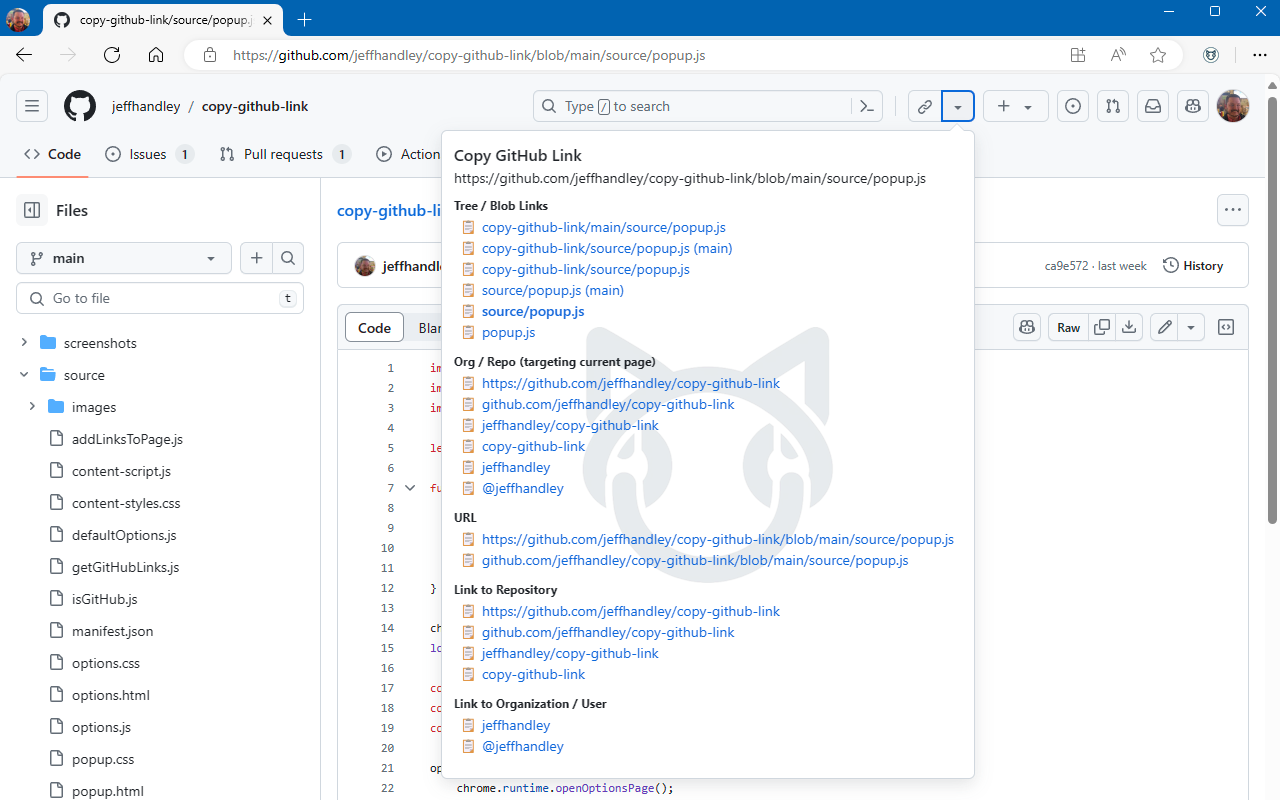 copy-github-link/source/popup.j
https://github.com/jeffhandley/copy-github-link/blob/main/source/popup.js
jeffhandley / copy-github-link
Type / to search
Code
Issues 1
Pull requests 1
Action
Copy GitHub Link
https://github.com/jeffhandley/copy-github-link/blob/main/source/popup.js
Tree / Blob Links
copy-github-link/main/source/popup.js
copy-github-link/source/popup.js (main)
copy-github-link/source/popup.js
source/popup.js (main)
source/popup.js
popup.js
Org / Repo (targeting current page)
https://github.com/jeffhandley/copy-github-link
github.com/jeffhandley/copy-github-link
jeffhandley/copy-github-link
copy-github-link
jeffhandley
@jeffhandley
URL
https://github.com/jeffhandley/copy-github-link/blob/main/source/popup.js
github.com/jeffhandley/copy-github-link/blob/main/source/popup.js
Link to Repository
https://github.com/jeffhandley/copy-github-link
github.com/jeffhandley/copy-github-link
jeffhandley/copy-github-link
copy-github-link
Link to Organization / User
jeffhandley
@jeffhandley
Files
main
Go to file t
screenshots
source
images
addLinksToPage.js
content-script.js
content-styles.css
defaultOptions.js
getGitHubLinks.js
isGitHub.js
manifest.json
options.css
options.html
options.js
popup.css
popup.html
copy-github-li
jeffhandle
ca9e572 · last week
History
Code
Blar
Raw
1 im
2 im
3 im
4
5 le
6
7 fu
8
9
10
11
12 }
13
14 ch
15 lo
16
17 co
18 co
19 co
20
21 op
22 chrome.runtime.openOptionsPage();